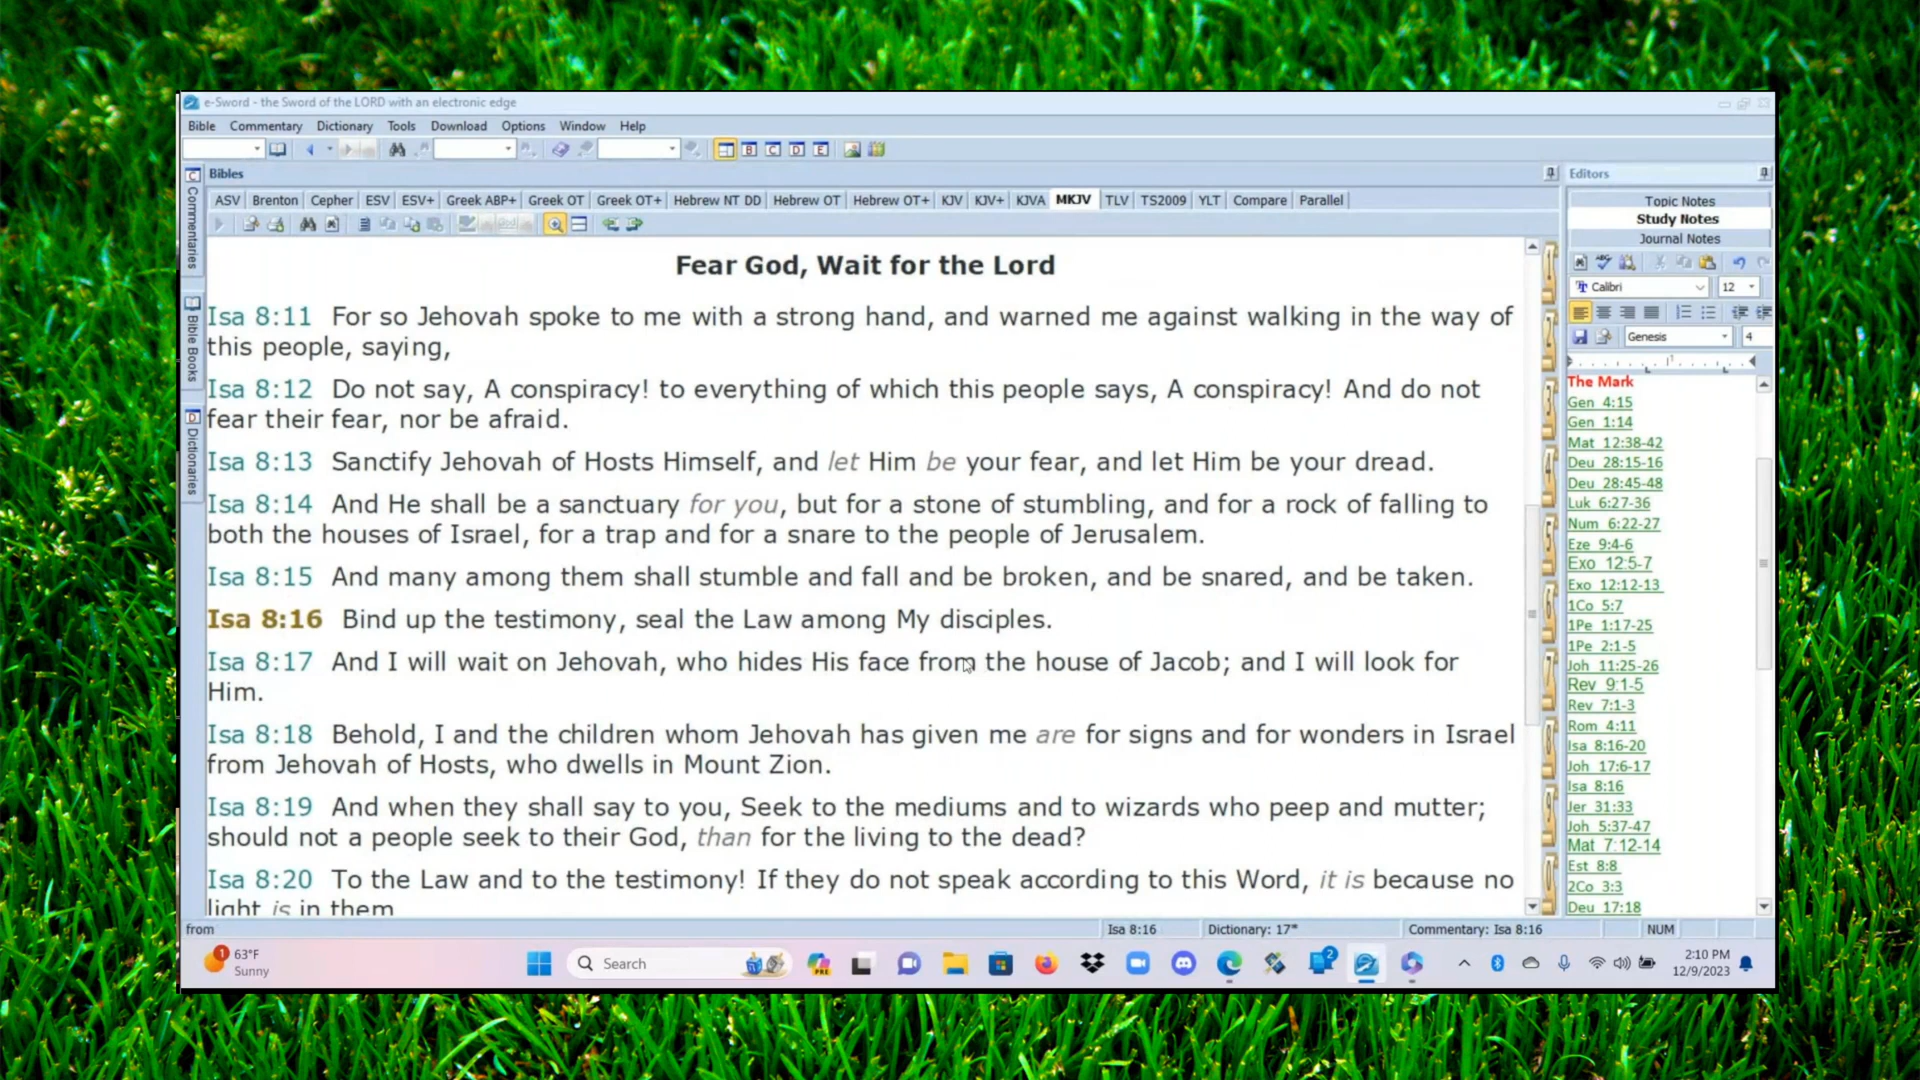 e-Sword - the Sword of the LORD with an electronic edge
Bible Commentary Dictionary Tools Download Options Window Help
B C D E
Bibles
ASV Brenton Cepher ESV ESV+ Greek ABP+ Greek OT Greek OT+ Hebrew NT DD Hebrew OT Hebrew OT+ KJV KJV+ KJVA MKJV TLV TS2009 YLT Compare Parallel
Commentaries
Bible Books
Dictionaries
Fear God, Wait for the Lord
Isa 8:11 For so Jehovah spoke to me with a strong hand, and warned me against walking in the way of
this people, saying,
Isa 8:12 Do not say, A conspiracy! to everything of which this people says, A conspiracy! And do not
fear their fear, nor be afraid.
Isa 8:13 Sanctify Jehovah of Hosts Himself, and let Him be your fear, and let Him be your dread.
Isa 8:14 And He shall be a sanctuary for you, but for a stone of stumbling, and for a rock of falling to
both the houses of Israel, for a trap and for a snare to the people of Jerusalem.
Isa 8:15 And many among them shall stumble and fall and be broken, and be snared, and be taken.
Isa 8:16 Bind up the testimony, seal the Law among My disciples.
Isa 8:17 And I will wait on Jehovah, who hides His face from the house of Jacob; and I will look for
Him.
Isa 8:18 Behold, I and the children whom Jehovah has given me are for signs and for wonders in Israel
from Jehovah of Hosts, who dwells in Mount Zion.
Isa 8:19 And when they shall say to you, Seek to the mediums and to wizards who peep and mutter;
should not a people seek to their God, than for the living to the dead?
Isa 8:20 To the Law and to the testimony! If they do not speak according to this Word, it is because no
light is in them
1
2
3
4
5
6
7
8
9
Editors
Topic Notes
Study Notes
Journal Notes
Calibri 12
Genesis 4
The Mark
Gen 4:15
Gen 1:14
Mat 12:38-42
Deu 28:15-16
Deu 28:45-48
Luk 6:27-36
Num 6:22-27
Eze 9:4-6
Exo 12:5-7
Exo 12:12-13
1Co 5:7
1Pe 1:17-25
1Pe 2:1-5
Joh 11:25-26
Rev 9:1-5
Rev 7:1-3
Rom 4:11
Isa 8:16-20
Joh 17:6-17
Isa 8:16
Jer 31:33
Joh 5:37-47
Mat 7:12-14
Est 8:8
2Co 3:3
Deu 17:18
from Isa 8:16 Dictionary: 17* Commentary: Isa 8:16 NUM
1 63°F
Sunny
Search
PRE
2
2:10 PM
12/9/2023